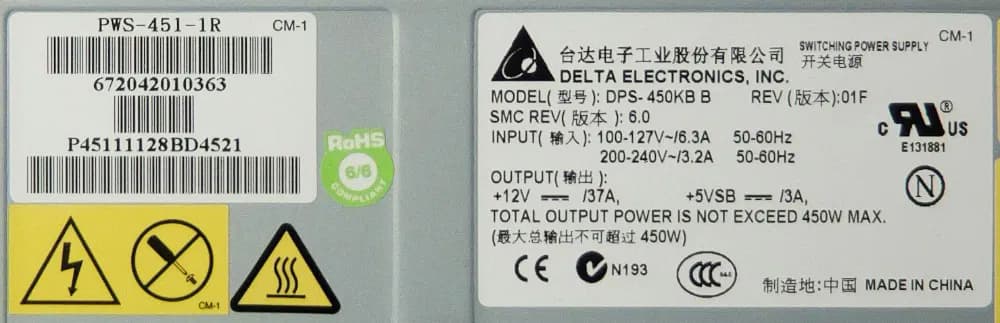 PWS-451-1R CM-1
672042010363
P45111128BD4521
RoHS
6/6
COMPLIANT
CM-1
台达电子工业股份有限公司
DELTA ELECTRONICS, INC.
SWITCHING POWER SUPPLY
开关电源
CM-1
MODEL(型号): DPS- 450KB B REV (版本):01F
SMC REV( 版本 ): 6.0
INPUT( 输入): 100-127V~/6.3A 50-60Hz
200-240V~/3.2A 50-60Hz
c RU US
®
E131881
N
OUTPUT(输出):
+12V ⎓ /37A, +5VSB ⎓ /3A,
TOTAL OUTPUT POWER IS NOT EXCEED 450W MAX.
(最大总输出不可超过 450W)
CE N193 CCC
制造地:中国 MADE IN CHINA